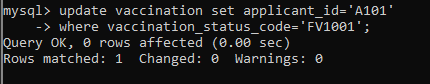 mysql> update vaccination set applicant_id='A101'
    -> where vaccination_status_code='FV1001';
Query OK, 0 rows affected (0.00 sec)
Rows matched: 1  Changed: 0  Warnings: 0